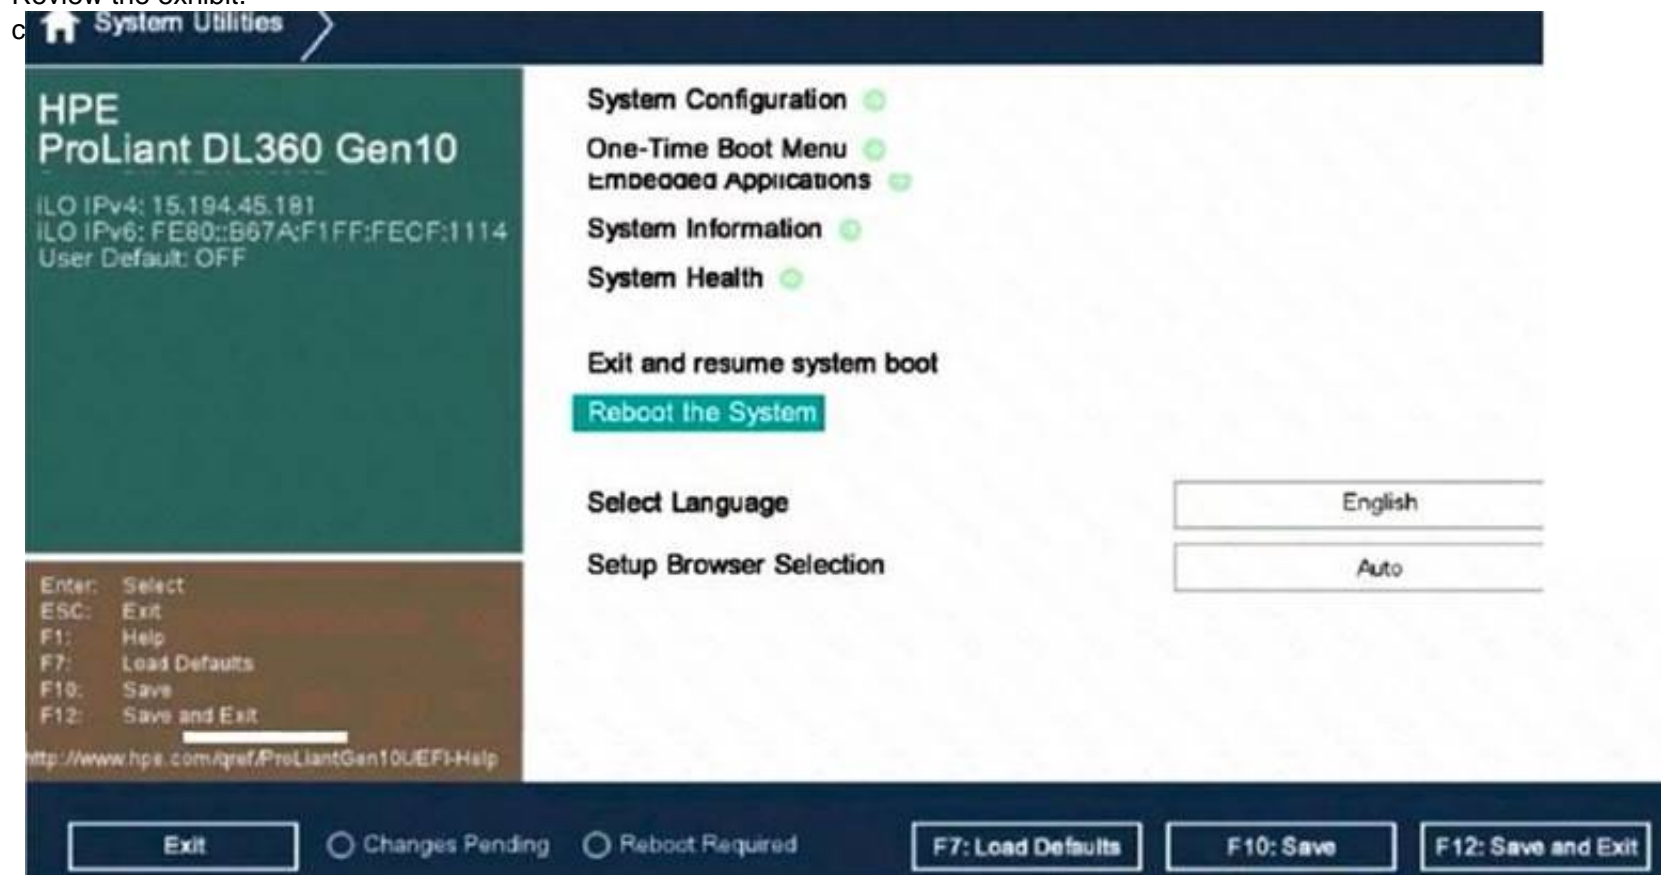 Review the exhibit.
c
System Utilities
HPE
ProLiant DL360 Gen10
iLO IPv4: 15.194.45.181
iLO IPv6: FE80::B67A:F1FF:FECF:1114
User Default: OFF
System Configuration
One-Time Boot Menu
Embedded Applications
System Information
System Health
Exit and resume system boot
Reboot the System
Select Language English
Setup Browser Selection Auto
Enter: Select
ESC: Exit
F1: Help
F7: Load Defaults
F10: Save
F12: Save and Exit
http://www.hpe.com/qref/ProLiantGen10UEFI-Help
Exit Changes Pending Reboot Required F7: Load Defaults F10: Save F12: Save and Exit